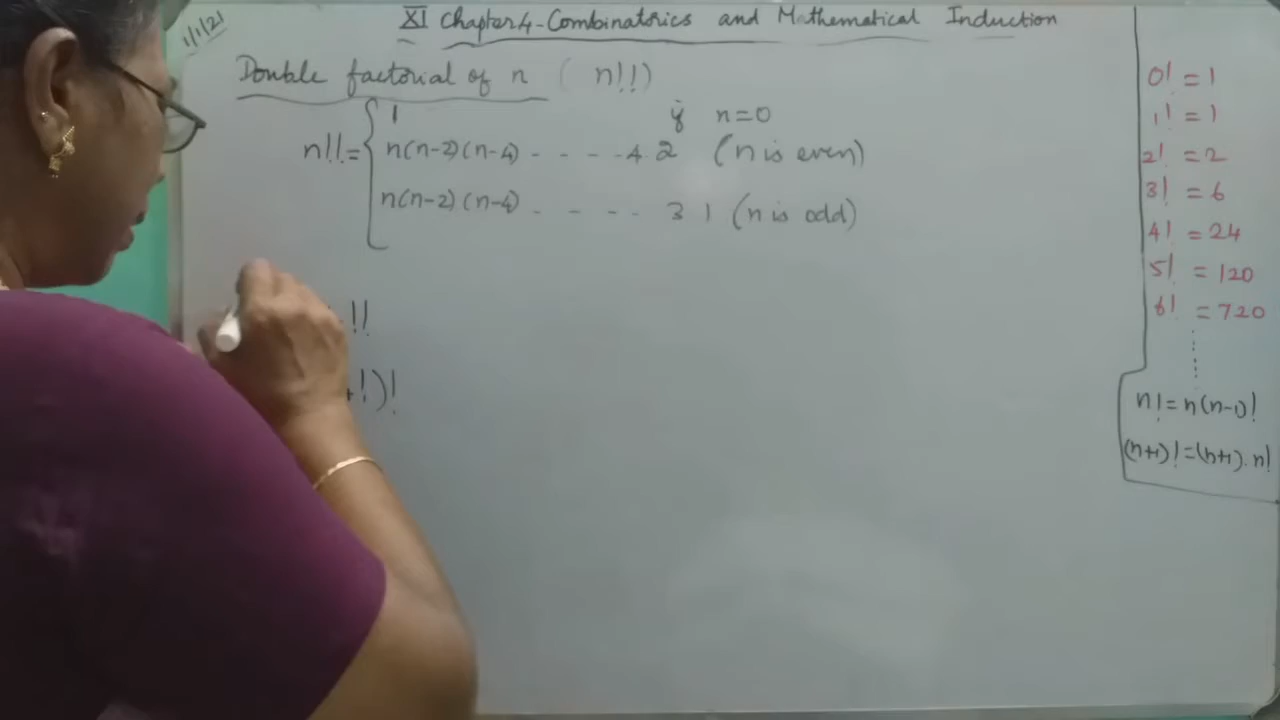 1/1/21
XI Chapter 4 - Combinatorics and Mathematical Induction
Double factorial of n ( n!!)
n!!= { 1 if n=0
n(n-2)(n-4) - - - - 4 2 (n is even)
n(n-2)(n-4) - - - - 3 1 (n is odd)
!!
!)!
0! = 1
1! = 1
2! = 2
3! = 6
4! = 24
5! = 120
6! = 720
n! = n(n-1)!
(n+1)! = (n+1). n!